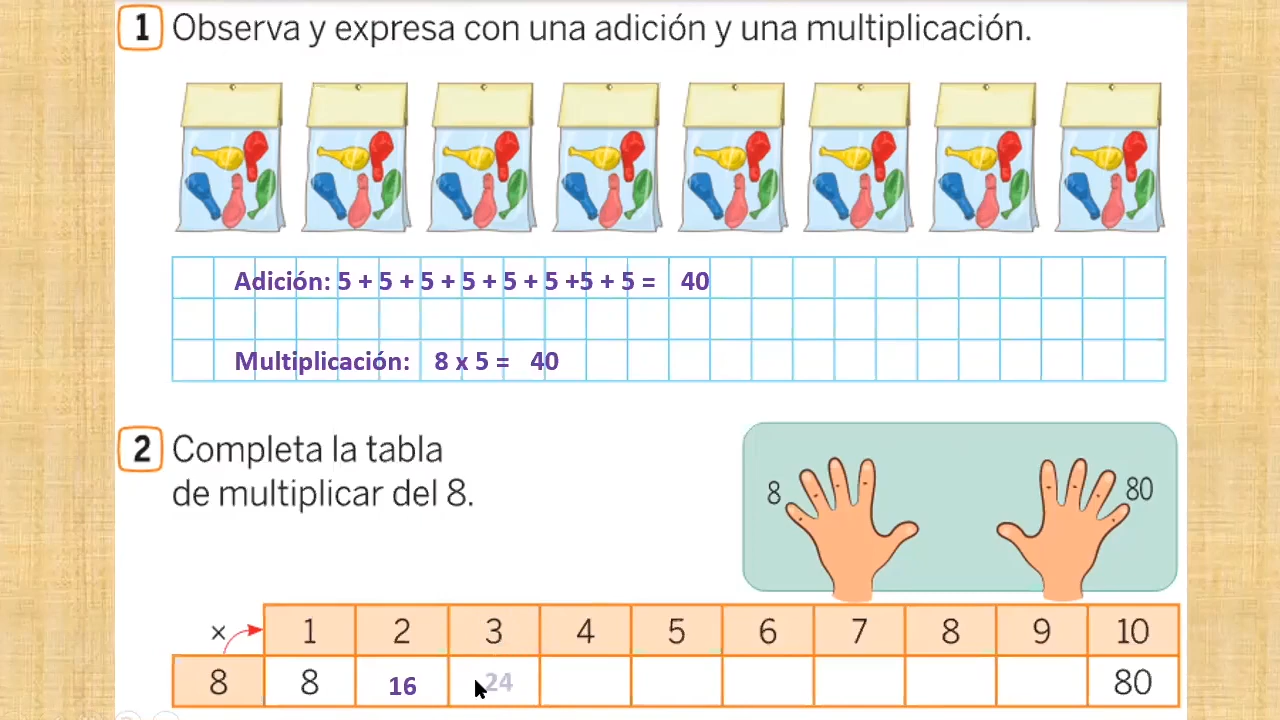 1 Observa y expresa con una adición y una multiplicación.
Adición: 5 + 5 + 5 + 5 + 5 + 5 +5 + 5 = 40
Multiplicación: 8 x 5 = 40
2 Completa la tabla
de multiplicar del 8.
8 80
× 1 2 3 4 5 6 7 8 9 10
8 8 16 24 80